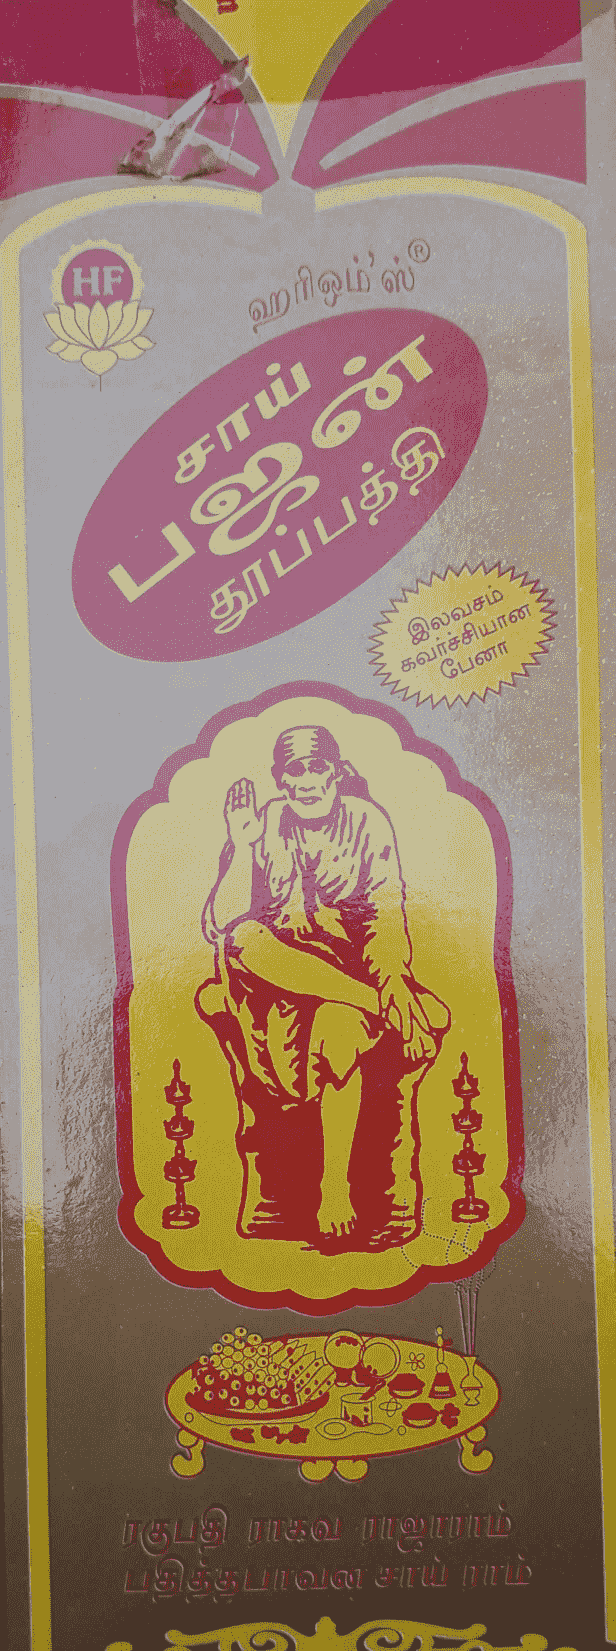 HF
ஹரிஓம்'ஸ்®
சாய்
பஜன்
தூப்பத்தி
இலவசம்
கவர்ச்சியான
பேனா
ரகுபதி ராகவ ராஜாராம்
பதித்தபாவன சாய் ராம்